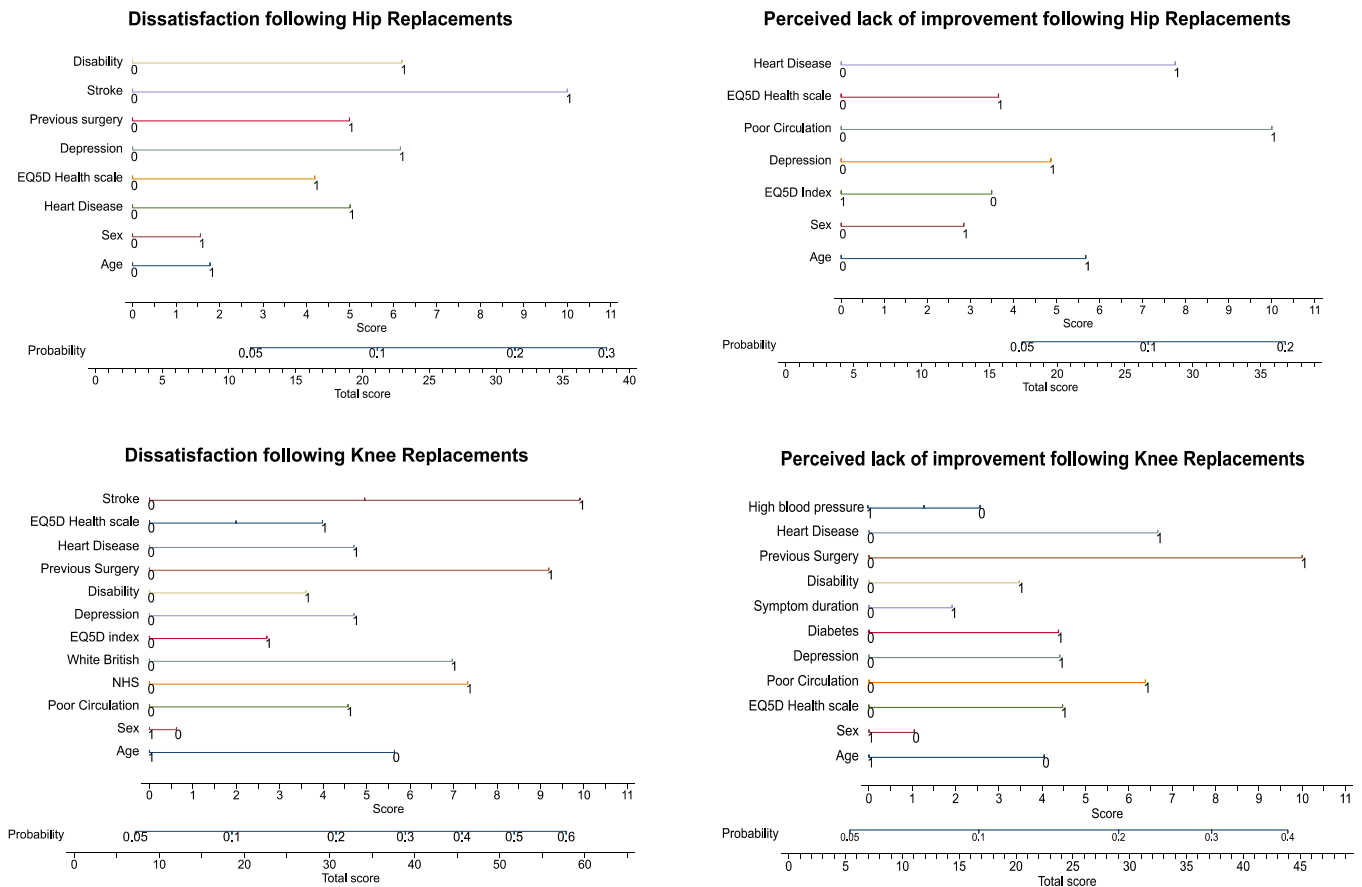 Dissatisfaction following Hip Replacements
Disability
0 1
Stroke
0 1
Previous surgery
0 1
Depression
0 1
EQ5D Health scale
0 1
Heart Disease
0 1
Sex
0 1
Age
0 1
0 1 2 3 4 5 6 7 8 9 10 11
Score
Probability
0.05 0.1 0.2 0.3
0 5 10 15 20 25 30 35 40
Total score
Perceived lack of improvement following Hip Replacements
Heart Disease
0 1
EQ5D Health scale
0 1
Poor Circulation
0 1
Depression
0 1
EQ5D Index
1 0
Sex
0 1
Age
0 1
0 1 2 3 4 5 6 7 8 9 10 11
Score
Probability
0.05 0.1 0.2
0 5 10 15 20 25 30 35
Total score
Dissatisfaction following Knee Replacements
Stroke
0 1
EQ5D Health scale
0 1
Heart Disease
0 1
Previous Surgery
0 1
Disability
0 1
Depression
0 1
EQ5D index
0 1
White British
0 1
NHS
0 1
Poor Circulation
0 1
Sex
1 0
Age
1 0
0 1 2 3 4 5 6 7 8 9 10 11
Score
Probability
0.05 0.1 0.2 0.3 0.4 0.5 0.6
0 10 20 30 40 50 60
Total score
Perceived lack of improvement following Knee Replacements
High blood pressure
1 0
Heart Disease
0 1
Previous Surgery
0 1
Disability
0 1
Symptom duration
0 1
Diabetes
0 1
Depression
0 1
Poor Circulation
0 1
EQ5D Health scale
0 1
Sex
1 0
Age
1 0
0 1 2 3 4 5 6 7 8 9 10 11
Score
Probability
0.05 0.1 0.2 0.3 0.4
0 5 10 15 20 25 30 35 40 45
Total score